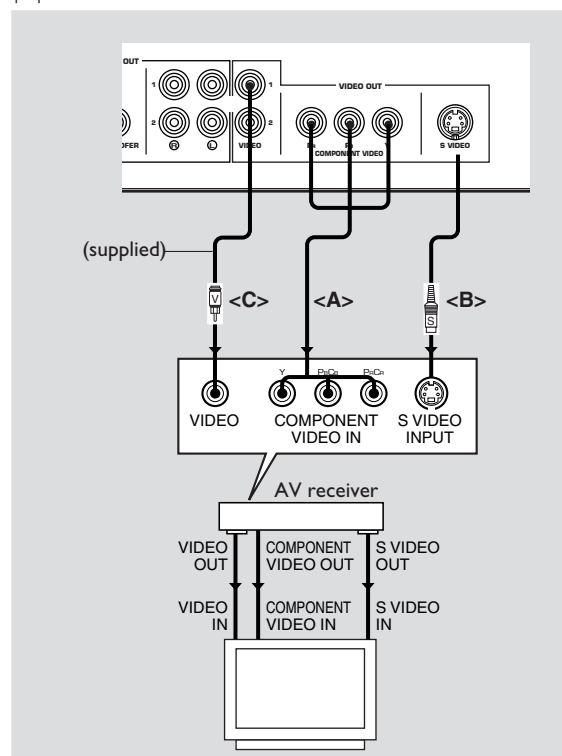 OUT
VIDEO OUT
1
1
2
2
OFER
R
L
VIDEO
PR
PB
Y
COMPONENT VIDEO
S VIDEO
(supplied)
V
<C>
<A>
S
<B>
Y
PBCB
PRCR
VIDEO
COMPONENT
VIDEO IN
S VIDEO
INPUT
AV receiver
VIDEO
OUT
COMPONENT
VIDEO OUT
S VIDEO
OUT
VIDEO
IN
COMPONENT
VIDEO IN
S VIDEO
IN